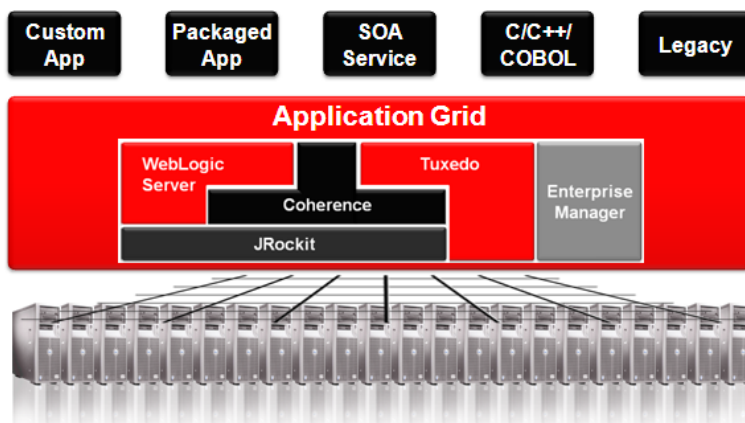 Custom
App
Packaged
App
SOA
Service
C/C++/
COBOL
Legacy
Application Grid
WebLogic
Server
Tuxedo
Coherence
Enterprise
Manager
JRockit